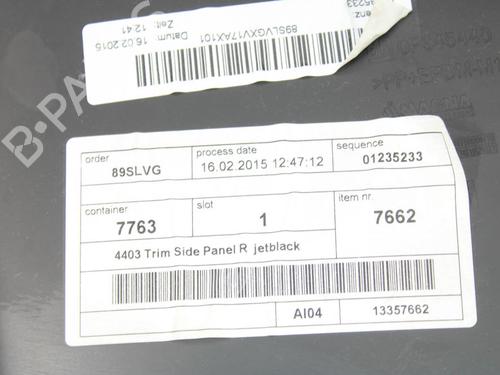 89SLVGXV17AX101
Datum: 16.02.2015
Zeit: 12:41
order
89SLVG
process date
16.02.2015 12:47:12
sequence
01235233
container
7763
slot
1
item nr.
7662
4403 Trim Side Panel R jetblack
AI04
13357662